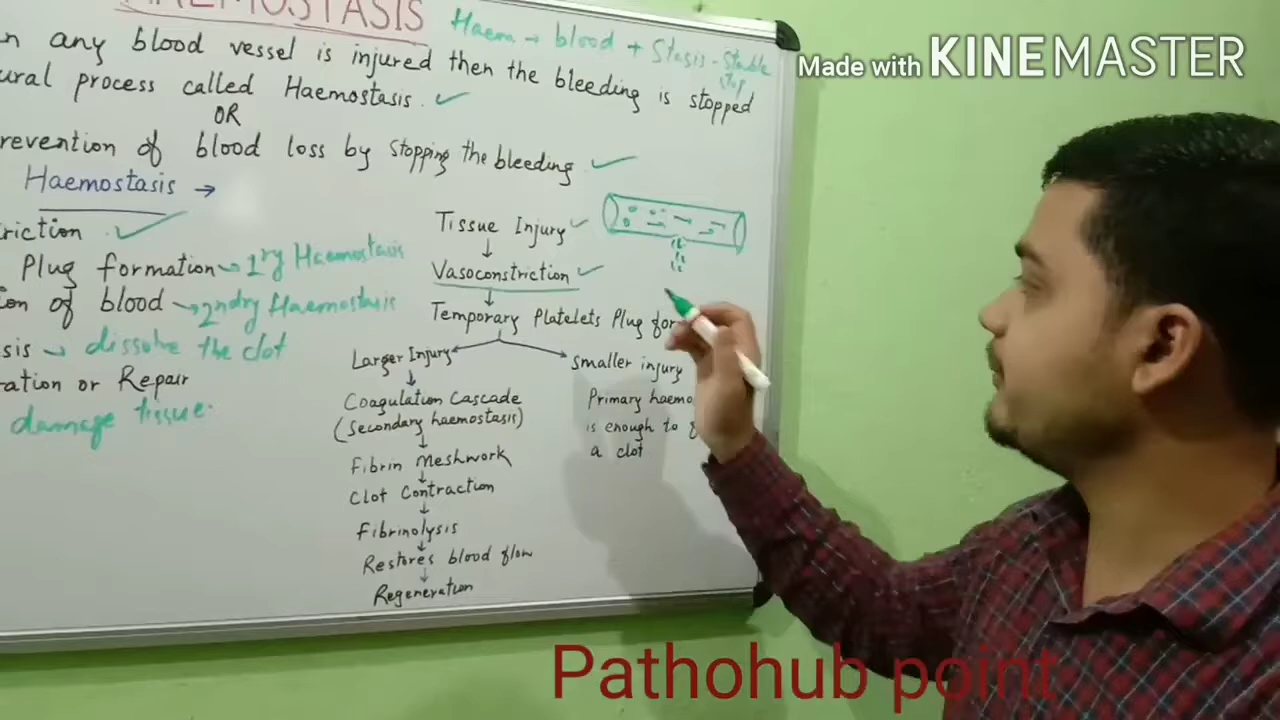 HAEMOSTASIS
Haema → blood + Stasis - Stable
stop
n any blood vessel is injured then the bleeding is stopped
ural process called Haemostasis.
OR
revention of blood loss by stopping the bleeding
Haemostasis →
riction
Plug formation → 1ry Haemostasis
ion of blood → 2ndry Haemostasis
sis → dissolve the clot
ration or Repair
damage tissue.
Tissue Injury
↓
Vasoconstriction
↓
Temporary Platelets Plug for
Larger Injury
↓
Coagulation Cascade
(Secondary haemostasis)
↓
Fibrin Meshwork
↓
Clot Contraction
↓
Fibrinolysis
↓
Restores blood flow
↓
Regeneration
smaller injury
Primary haemo
is enough to
a clot
Made with KINEMASTER
Pathohub point